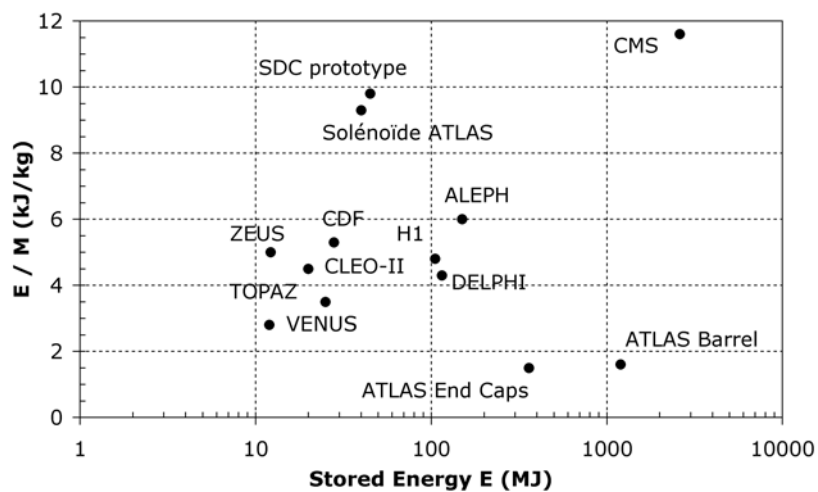 12
CMS
SDC prototype
10
Solénoïde ATLAS
8
E / M (kJ/kg)
ALEPH
6
CDF
ZEUS
H1
CLEO-II
4
DELPHI
TOPAZ
VENUS
2
ATLAS Barrel
ATLAS End Caps
0
1 10 100 1000 10000
Stored Energy E (MJ)